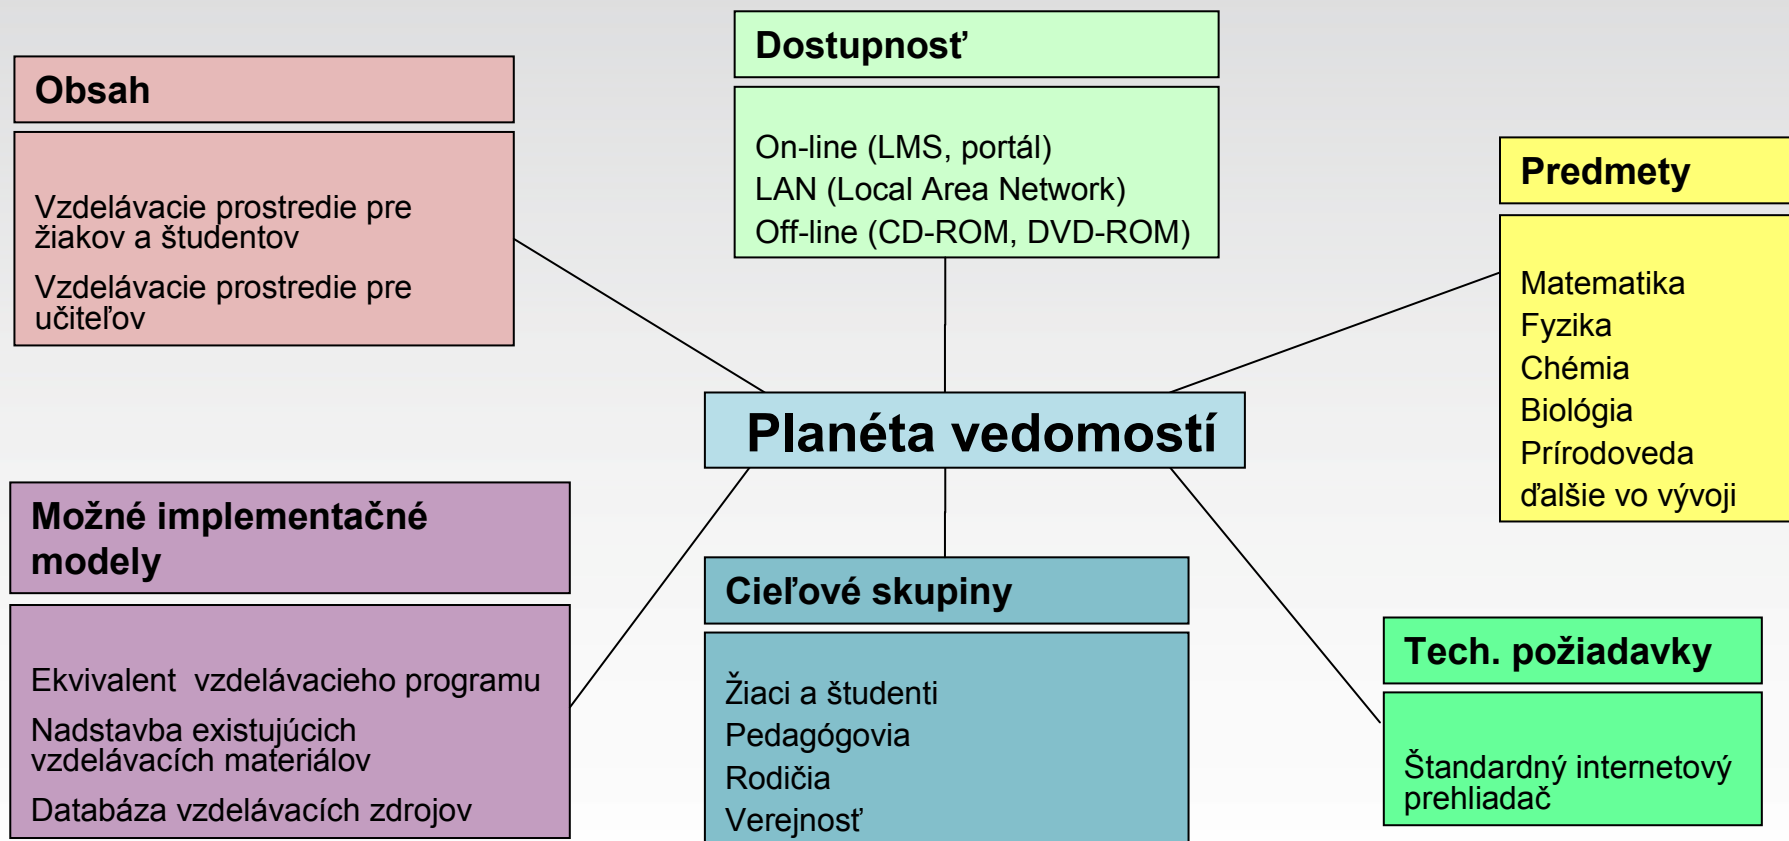 Obsah
Vzdelávacie prostredie pre
žiakov a študentov
Vzdelávacie prostredie pre
učiteľov
Dostupnosť
On-line (LMS, portál)
LAN (Local Area Network)
Off-line (CD-ROM, DVD-ROM)
Predmety
Matematika
Fyzika
Chémia
Biológia
Prírodoveda
ďalšie vo vývoji
Planéta vedomostí
Možné implementačné
modely
Ekvivalent vzdelávacieho programu
Nadstavba existujúcich
vzdelávacích materiálov
Databáza vzdelávacích zdrojov
Cieľové skupiny
Žiaci a študenti
Pedagógovia
Rodičia
Verejnosť
Tech. požiadavky
Štandardný internetový
prehliadač